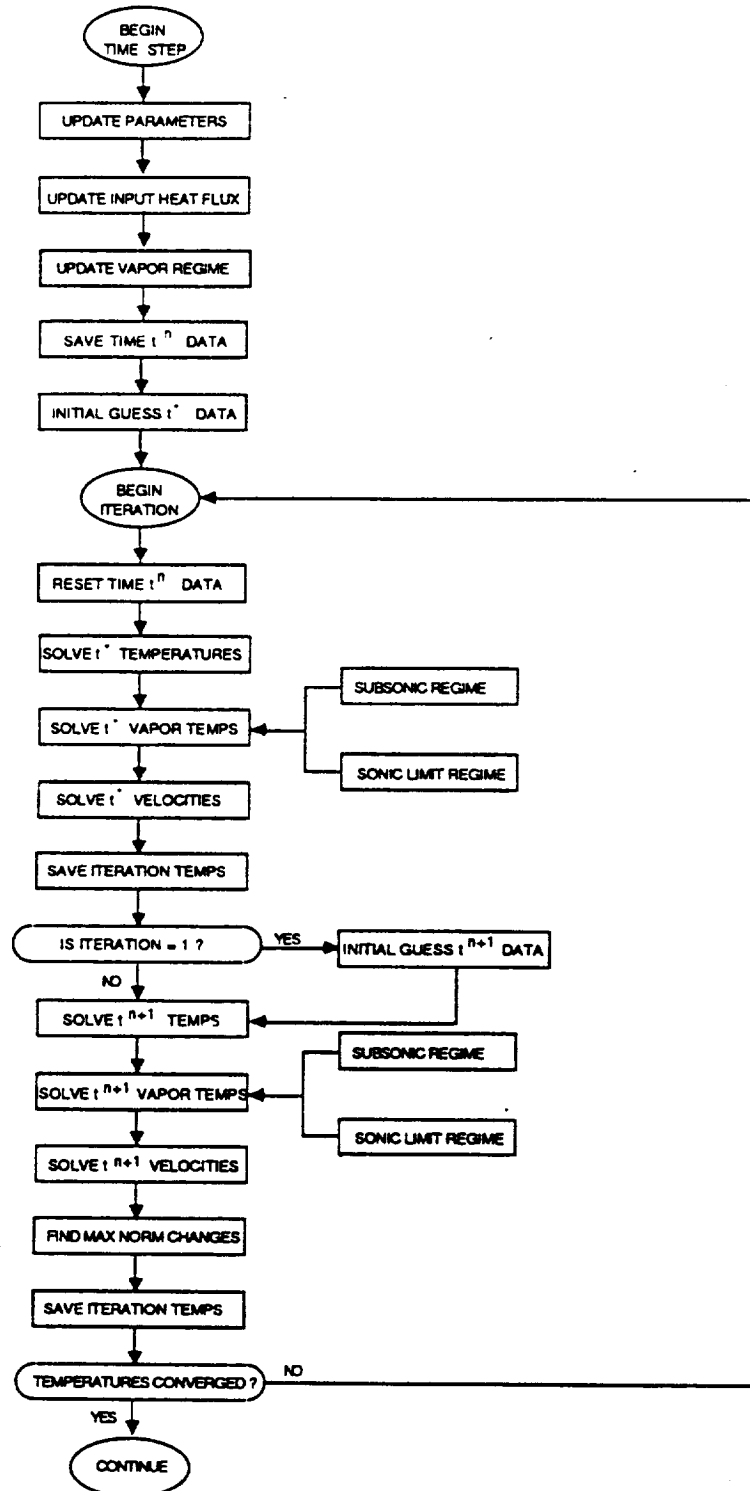 BEGIN
TIME STEP
UPDATE PARAMETERS
UPDATE INPUT HEAT FLUX
UPDATE VAPOR REGIME
SAVE TIME t^n DATA
INITIAL GUESS t^* DATA
BEGIN
ITERATION
RESET TIME t^n DATA
SOLVE t^* TEMPERATURES
SUBSONIC REGIME
SOLVE t^* VAPOR TEMPS
SONIC LIMIT REGIME
SOLVE t^* VELOCITIES
SAVE ITERATION TEMPS
IS ITERATION = 1 ?
YES
INITIAL GUESS t^n+1 DATA
NO
SOLVE t^n+1 TEMPS
SUBSONIC REGIME
SOLVE t^n+1 VAPOR TEMPS
SONIC LIMIT REGIME
SOLVE t^n+1 VELOCITIES
FIND MAX NORM CHANGES
SAVE ITERATION TEMPS
TEMPERATURES CONVERGED ?
NO
YES
CONTINUE